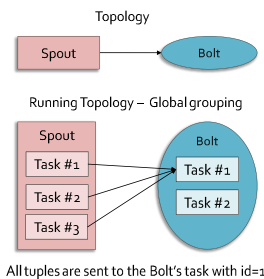 Topology
Spout
Bolt
Running Topology – Global grouping
Spout
Bolt
Task #1
Task #1
Task #2
Task #2
Task #3
All tuples are sent to the Bolt's task with id=1